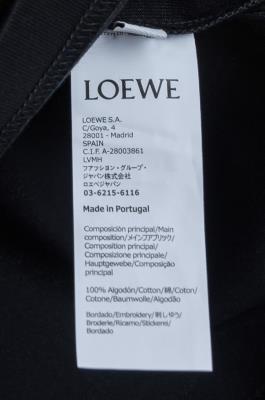 LOEWE
LOEWE S.A.
C/Goya, 4
28001 - Madrid
SPAIN
C.I.F. A-28003861
LVMH
ファッション・グループ・
ジャパン株式会社
ロエベジャパン
03-6215-6116
Made in Portugal
Composición principal/Main
composition/メインファブリック/
Composition principal/
Composizione principale/
Hauptgewebe/Composição
principal
100% Algodón/Cotton/綿/Coton/
Cotone/Baumwolle/Algodão
Bordado/Embroidery/刺しゅう/
Broderie/Ricamo/Stickerei/
Bordado